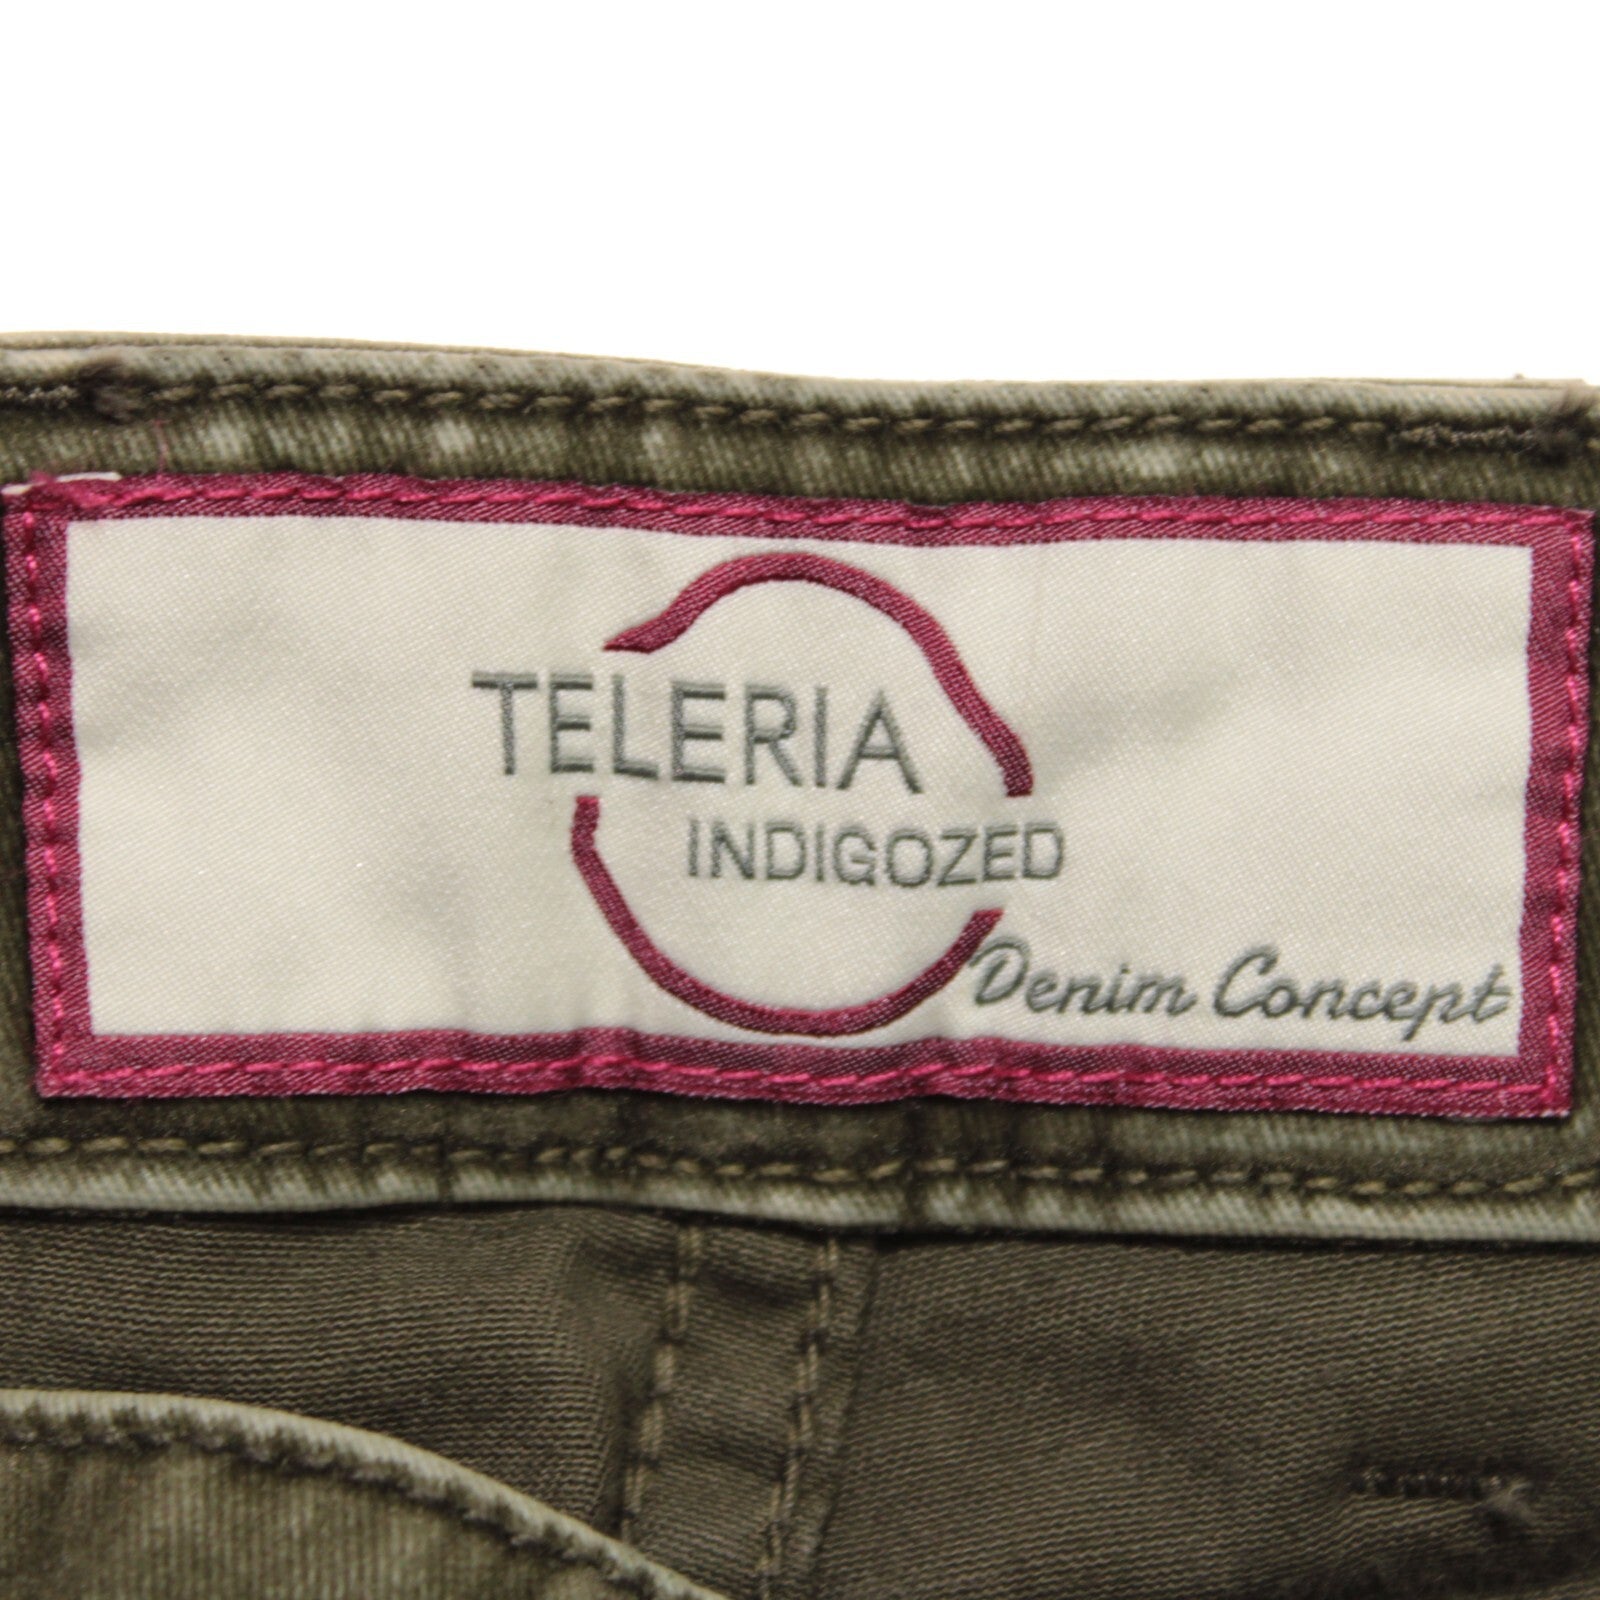 TELERIA
INDIGOZED
Denim Concept